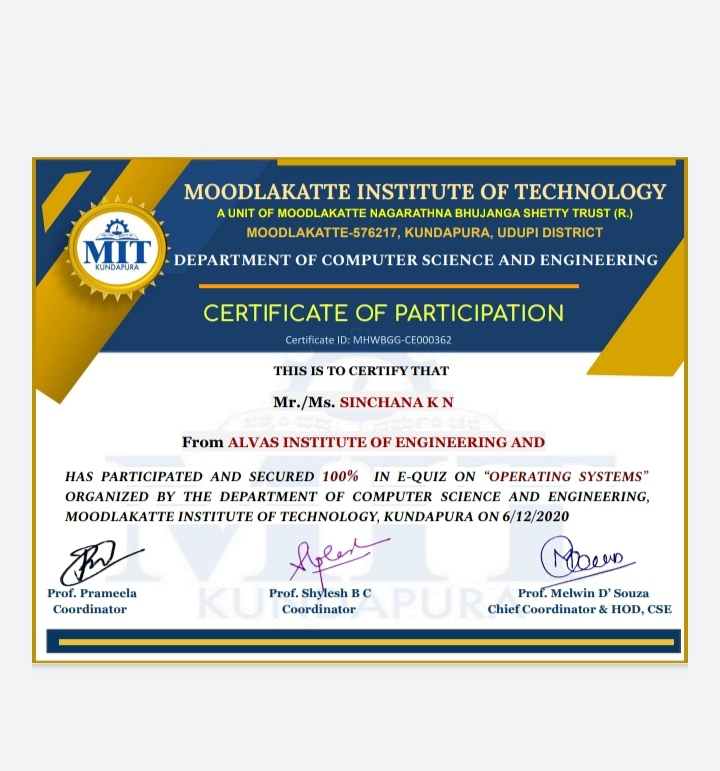 MOODLAKATTE INSTITUTE OF TECHNOLOGY
A UNIT OF MOODLAKATTE NAGARATHNA BHUJANGA SHETTY TRUST (R.)
MOODLAKATTE-576217, KUNDAPURA, UDUPI DISTRICT
MIT
KUNDAPURA
DEPARTMENT OF COMPUTER SCIENCE AND ENGINEERING
CERTIFICATE OF PARTICIPATION
Certificate ID: MHWBGG-CE000362
THIS IS TO CERTIFY THAT
Mr./Ms. SINCHANA K N
From ALVAS INSTITUTE OF ENGINEERING AND
HAS PARTICIPATED AND SECURED 100% IN E-QUIZ ON “OPERATING SYSTEMS”
ORGANIZED BY THE DEPARTMENT OF COMPUTER SCIENCE AND ENGINEERING,
MOODLAKATTE INSTITUTE OF TECHNOLOGY, KUNDAPURA ON 6/12/2020
MIT
KUNDAPURA
Prof. Prameela
Coordinator
Prof. Shylesh B C
Coordinator
Prof. Melwin D’ Souza
Chief Coordinator & HOD, CSE